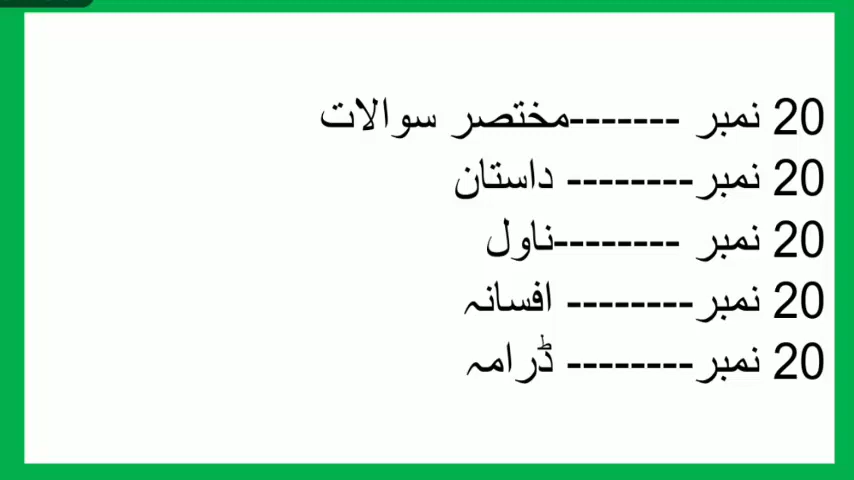 20 نمبر -------مختصر سوالات
20 نمبر-------- داستان
20 نمبر --------ناول
20 نمبر-------- افسانہ
20 نمبر-------- ڈرامہ